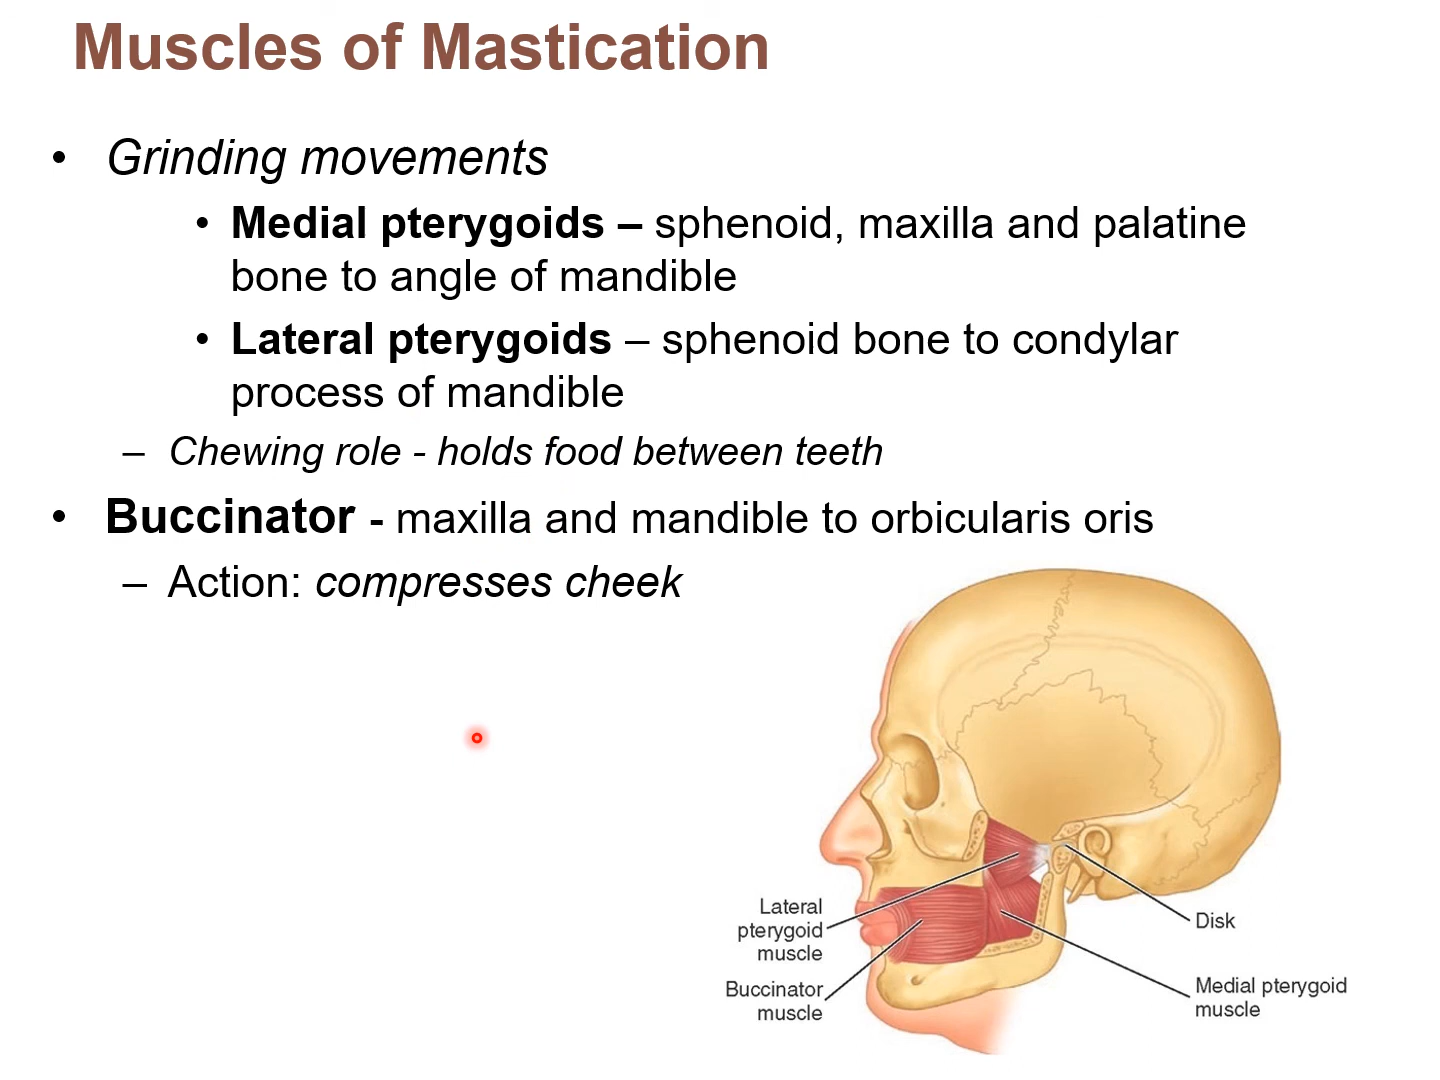 Muscles of Mastication
• Grinding movements
• Medial pterygoids – sphenoid, maxilla and palatine
bone to angle of mandible
• Lateral pterygoids – sphenoid bone to condylar
process of mandible
– Chewing role - holds food between teeth
• Buccinator - maxilla and mandible to orbicularis oris
– Action: compresses cheek
Lateral
pterygoid
muscle
Buccinator
muscle
Disk
Medial pterygoid
muscle